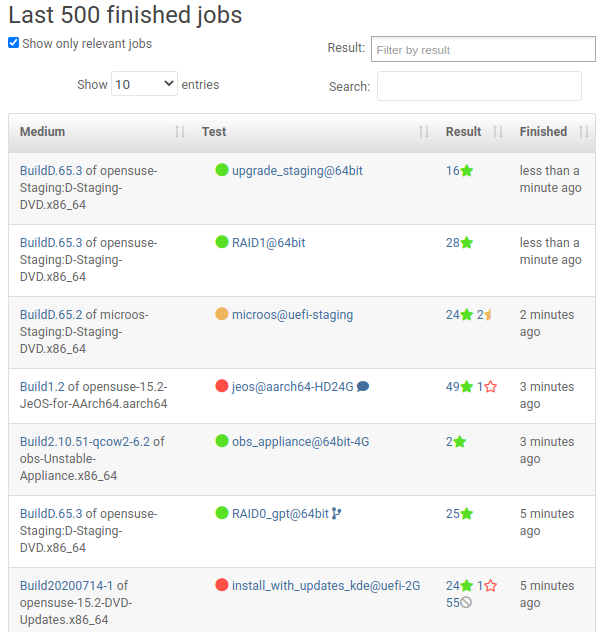 Last 500 finished jobs
Show only relevant jobs
Result: Filter by result
Show 10 entries
Search:
Medium Test Result Finished
BuildD.65.3 of opensuse-
Staging:D-Staging-
DVD.x86_64
upgrade_staging@64bit
16
less than a
minute ago
BuildD.65.3 of opensuse-
Staging:D-Staging-
DVD.x86_64
RAID1@64bit
28
less than a
minute ago
BuildD.65.2 of microos-
Staging:D-Staging-
DVD.x86_64
microos@uefi-staging
24 2
2 minutes
ago
Build1.2 of opensuse-15.2-
JeOS-for-AArch64.aarch64
jeos@aarch64-HD24G
49 1
3 minutes
ago
Build2.10.51-qcow2-6.2 of
obs-Unstable-
Appliance.x86_64
obs_appliance@64bit-4G
2
3 minutes
ago
BuildD.65.3 of opensuse-
Staging:D-Staging-
DVD.x86_64
RAID0_gpt@64bit
25
5 minutes
ago
Build20200714-1 of
opensuse-15.2-DVD-
Updates.x86_64
install_with_updates_kde@uefi-2G
24 1
55
5 minutes
ago